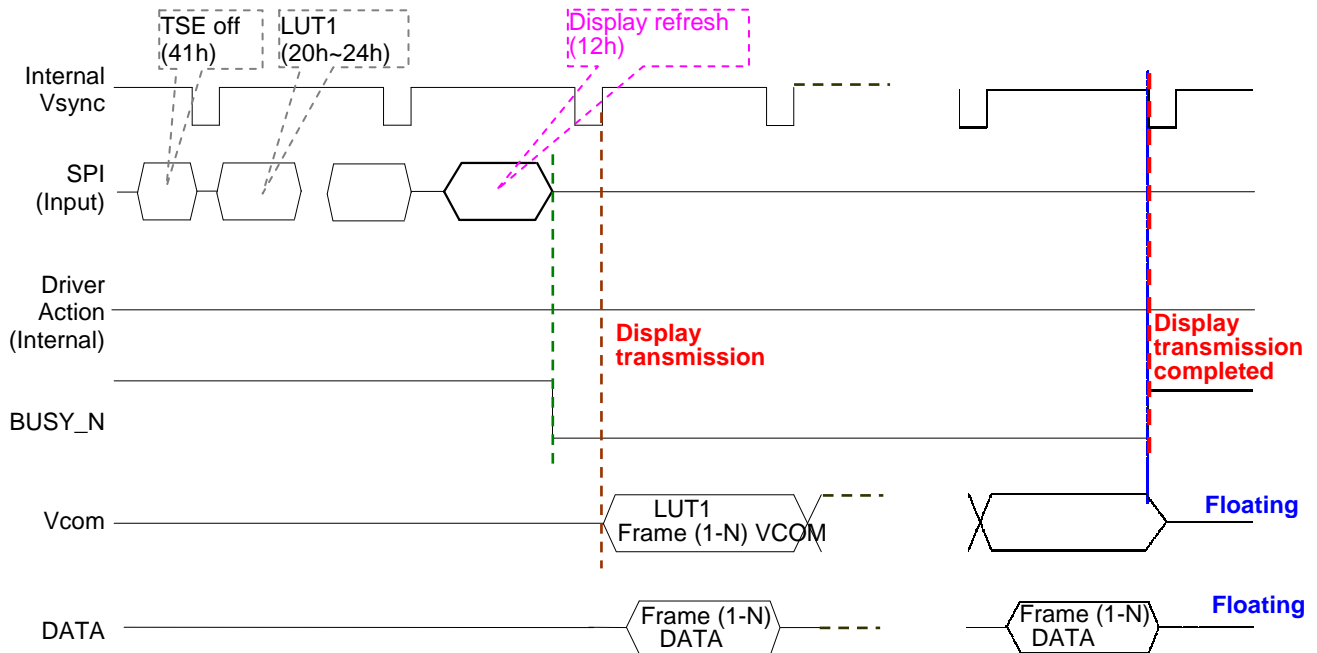 TSE off
(41h)
LUT1
(20h~24h)
Display refresh
(12h)
Internal
Vsync
SPI
(Input)
Driver
Action
(Internal)
Display
transmission
Display
transmission
completed
BUSY_N
Vcom
LUT1
Frame (1-N) VCOM
Floating
DATA
Frame (1-N)
DATA
Frame (1-N)
DATA
Floating